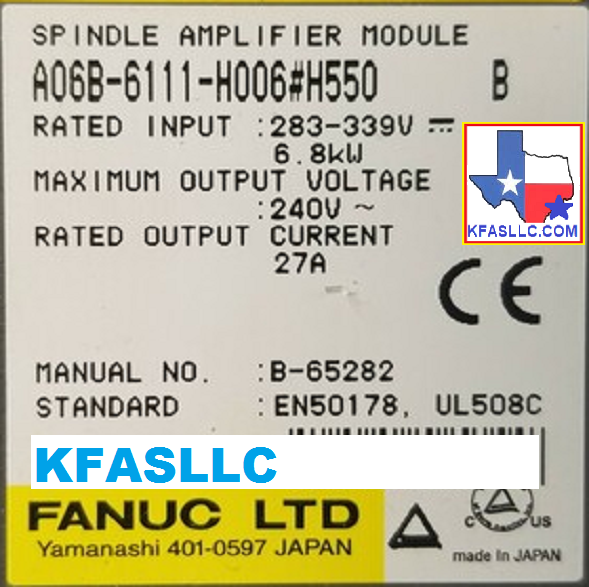 SPINDLE AMPLIFIER MODULE
A06B-6111-H006#H550 B
RATED INPUT :283-339V ⎓
6.8kW
MAXIMUM OUTPUT VOLTAGE
:240V ~
RATED OUTPUT CURRENT
27A
KFASLLC.COM
CE
MANUAL NO. :B-65282
STANDARD :EN50178, UL508C
KFASLLC
FANUC LTD
Yamanashi 401-0597 JAPAN
C US
made In JAPAN